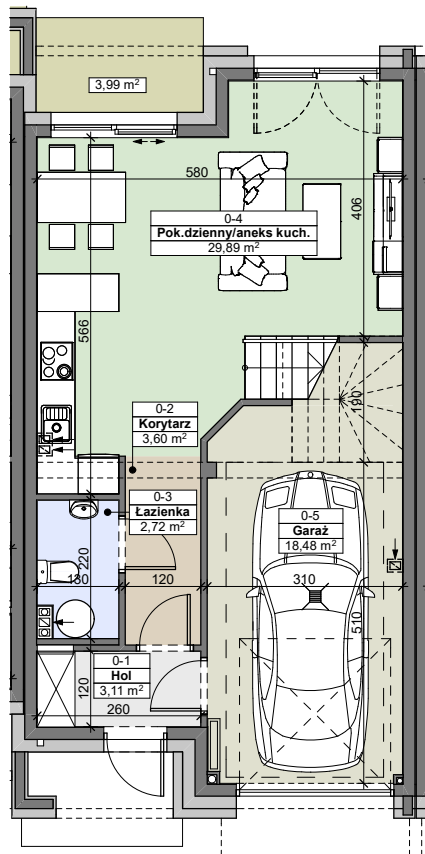 3,99 m²
580
406
0-4
Pok.dzienny/aneks kuch.
29,89 m²
566
190
0-2
Korytarz
3,60 m²
0-3
Łazienka
2,72 m²
0-5
Garaż
18,48 m²
220
130
120
310
510
0-1
Hol
3,11 m²
120
260